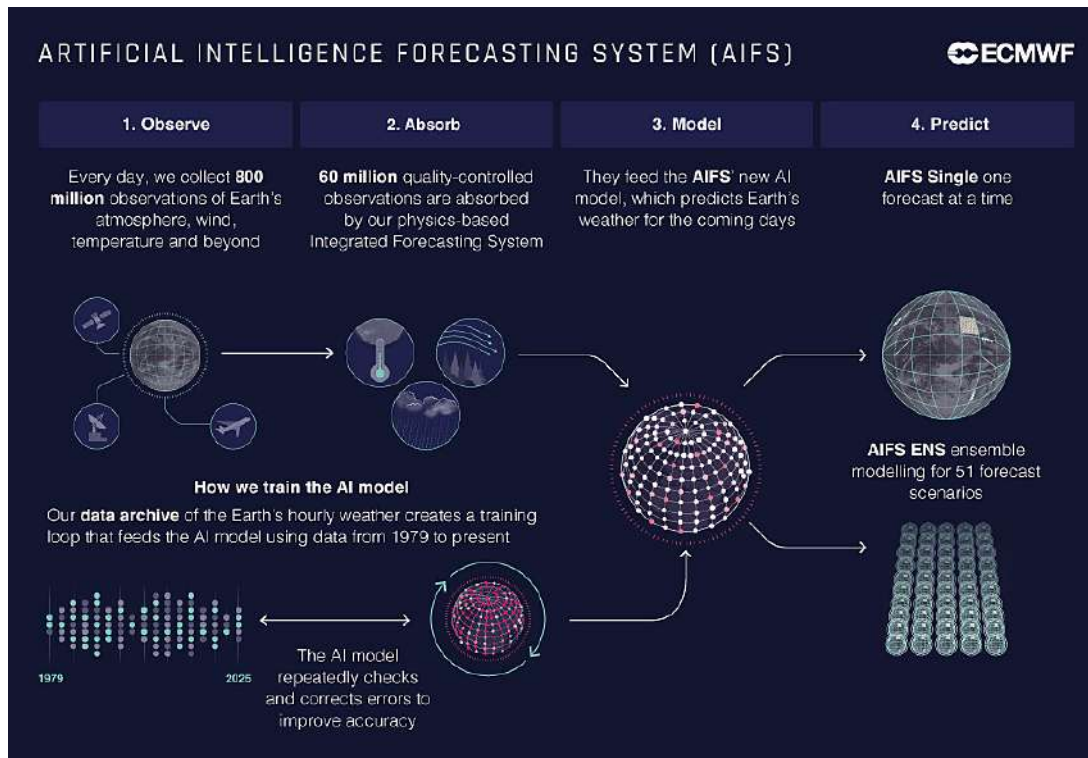 ARTIFICIAL INTELLIGENCE FORECASTING SYSTEM (AIFS)
ECMWF
1. Observe
Every day, we collect 800
million observations of Earth's
atmosphere, wind,
temperature and beyond
2. Absorb
60 million quality-controlled
observations are absorbed
by our physics-based
Integrated Forecasting System
3. Model
They feed the AIFS' new AI
model, which predicts Earth's
weather for the coming days
4. Predict
AIFS Single one
forecast at a time
AIFS ENS ensemble
modelling for 51 forecast
scenarios
How we train the AI model
Our data archive of the Earth's hourly weather creates a training
loop that feeds the AI model using data from 1979 to present
1979
2025
The AI model
repeatedly checks
and corrects errors to
improve accuracy